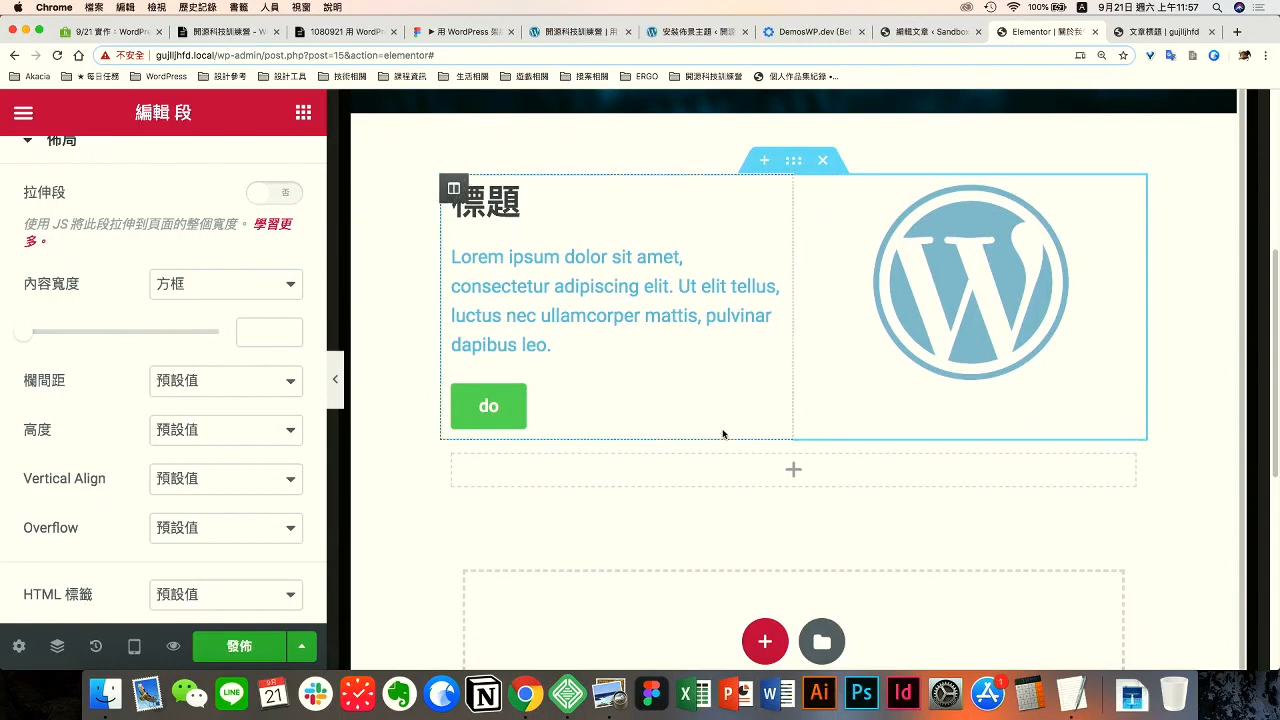 Chrome 檔案 編輯 檢視 歷史記錄 書籤 人員 視窗 說明
100% 9月21日 週六 上午11:57
9/21 實作：WordPr
開源科技訓練營 - W
1080921 用 WordPr
用 WordPress 架
開源科技訓練營 | 用
安裝佈景主題 ‹ 開源
DemosWP.dev (Bet
編輯文章 ‹ Sandbox
Elementor | 關於我
文章標題 | gujlljhfd
不安全 gujlljhfd.local/wp-admin/post.php?post=15&action=elementor#
Akacia
★ 每日任務
WordPress
設計參考
設計工具
技術相關
課程資訊
生活相關
遊戲相關
接案相關
ERGO
開源科技訓練營
個人作品集紀錄 •...
編輯 段
佈局
拉伸段 否
使用 JS 將此段拉伸到頁面的整個寬度。 學習更
多。
內容寬度 方框
欄間距 預設值
高度 預設值
Vertical Align 預設值
Overflow 預設值
HTML 標籤 預設值
發佈
標題
Lorem ipsum dolor sit amet,
consectetur adipiscing elit. Ut elit tellus,
luctus nec ullamcorper mattis, pulvinar
dapibus leo.
do
LINE
9月
21
Ai
Ps
Id
1